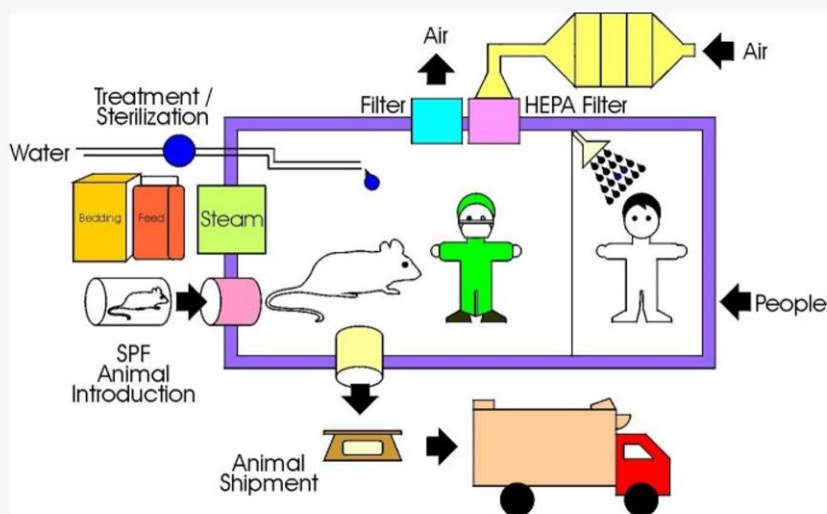 Air
Air
Filter
HEPA Filter
Treatment /
Sterilization
Water
Bedding
Feed
Steam
People
SPF
Animal
Introduction
Animal
Shipment